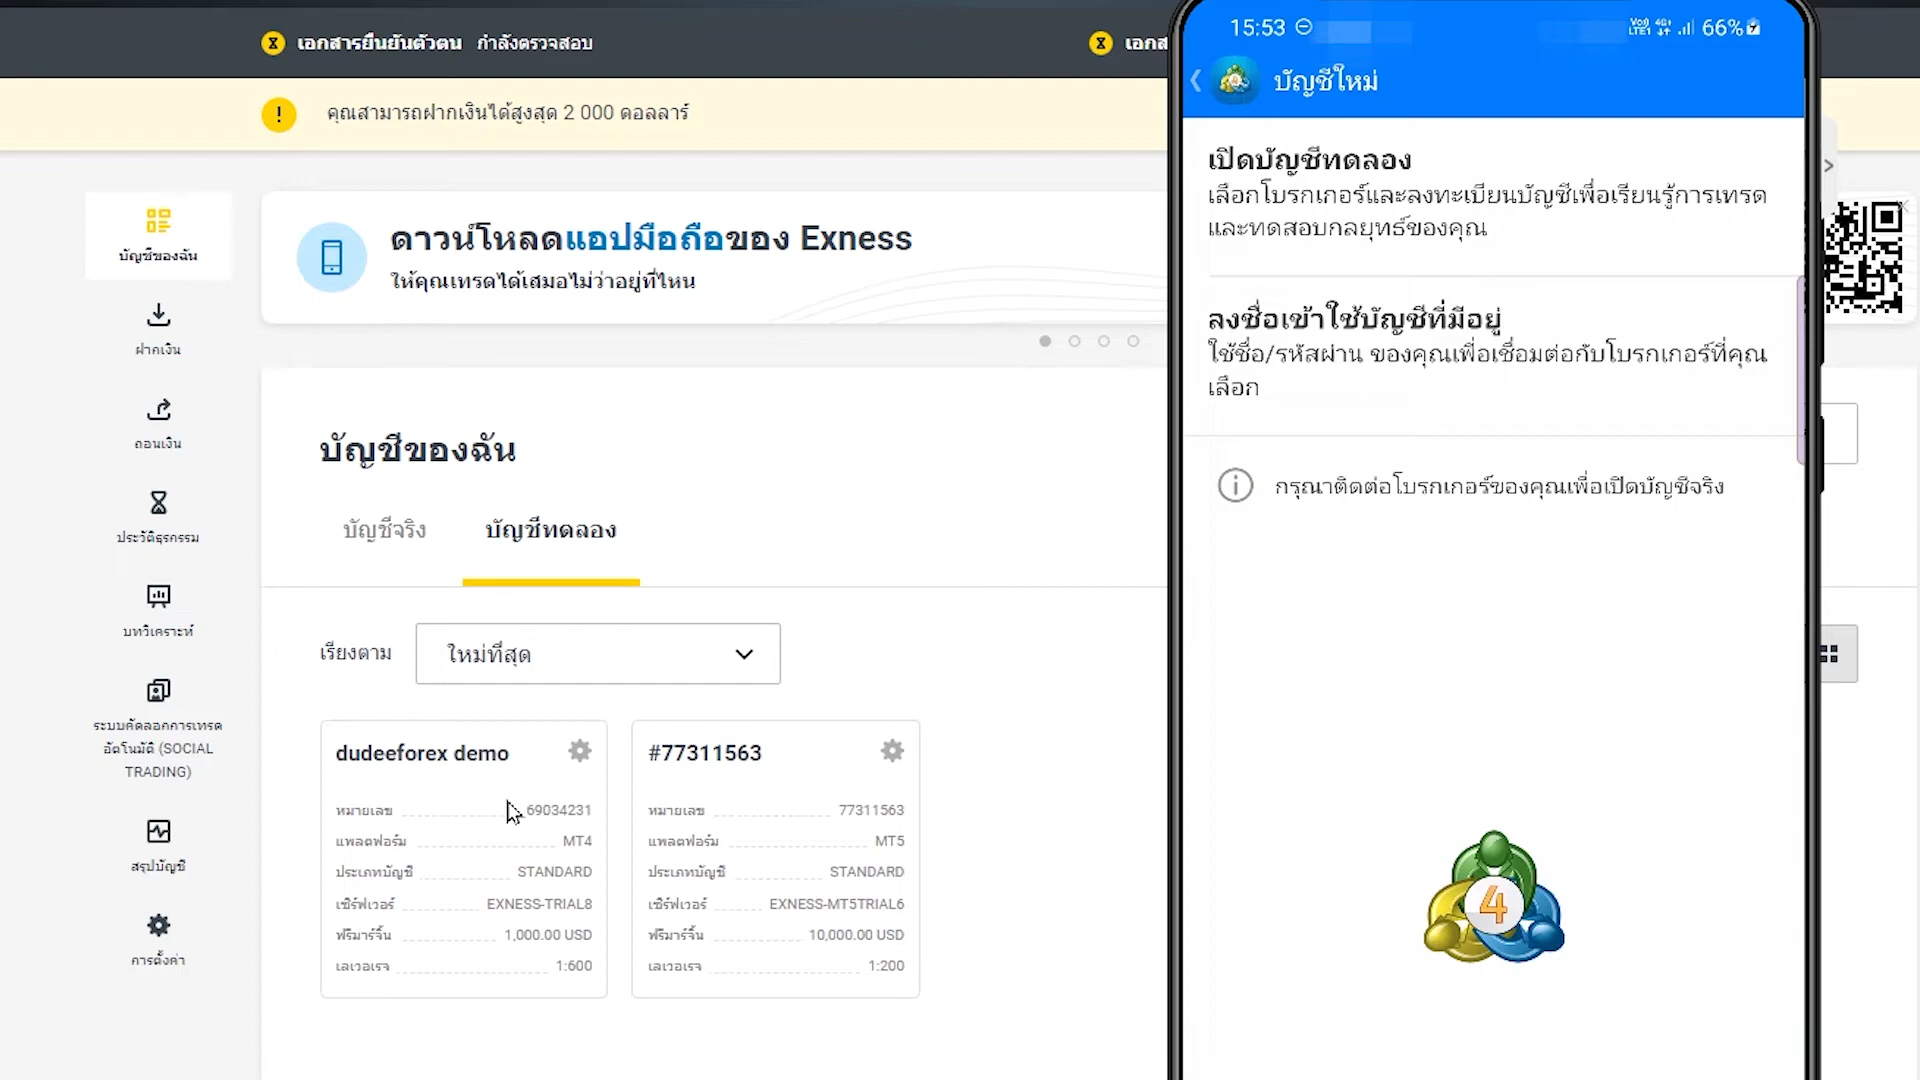 เอกสารยืนยันตัวตน กำลังตรวจสอบ
คุณสามารถฝากเงินได้สูงสุด 2 000 ดอลลาร์
บัญชีของฉัน
ฝากเงิน
ถอนเงิน
ประวัติธุรกรรม
บทวิเคราะห์
ระบบคัดลอกการเทรด
อัตโนมัติ (SOCIAL
TRADING)
สรุปบัญชี
การตั้งค่า
ดาวน์โหลดแอปมือถือของ Exness
ให้คุณเทรดได้เสมอไม่ว่าอยู่ที่ไหน
บัญชีของฉัน
บัญชีจริง บัญชีทดลอง
เรียงตาม ใหม่ที่สุด
dudeeforex demo
หมายเลข 69034231
แพลตฟอร์ม MT4
ประเภทบัญชี STANDARD
เซิร์ฟเวอร์ EXNESS-TRIAL8
ฟรีมาร์จิ้น 1,000.00 USD
เลเวอเรจ 1:600
#77311563
หมายเลข 77311563
แพลตฟอร์ม MT5
ประเภทบัญชี STANDARD
เซิร์ฟเวอร์ EXNESS-MT5TRIAL6
ฟรีมาร์จิ้น 10,000.00 USD
เลเวอเรจ 1:200
เอกส
15:53 66%
บัญชีใหม่
เปิดบัญชีทดลอง
เลือกโบรกเกอร์และลงทะเบียนบัญชีเพื่อเรียนรู้การเทรด
และทดสอบกลยุทธ์ของคุณ
ลงชื่อเข้าใช้บัญชีที่มีอยู่
ใช้ชื่อ/รหัสผ่าน ของคุณเพื่อเชื่อมต่อกับโบรกเกอร์ที่คุณ
เลือก
กรุณาติดต่อโบรกเกอร์ของคุณเพื่อเปิดบัญชีจริง
4